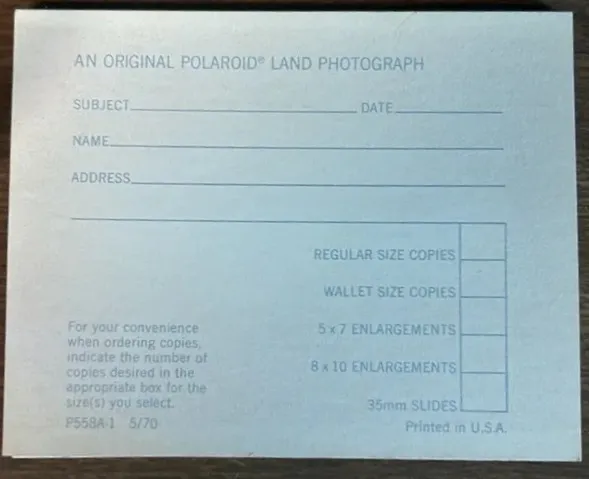 AN ORIGINAL POLAROID® LAND PHOTOGRAPH
SUBJECT DATE
NAME
ADDRESS
REGULAR SIZE COPIES
WALLET SIZE COPIES
5 x 7 ENLARGEMENTS
8 x 10 ENLARGEMENTS
35mm SLIDES
For your convenience
when ordering copies,
indicate the number of
copies desired in the
appropriate box for the
size(s) you select.
P558A-1 5/70
Printed in U.S.A.